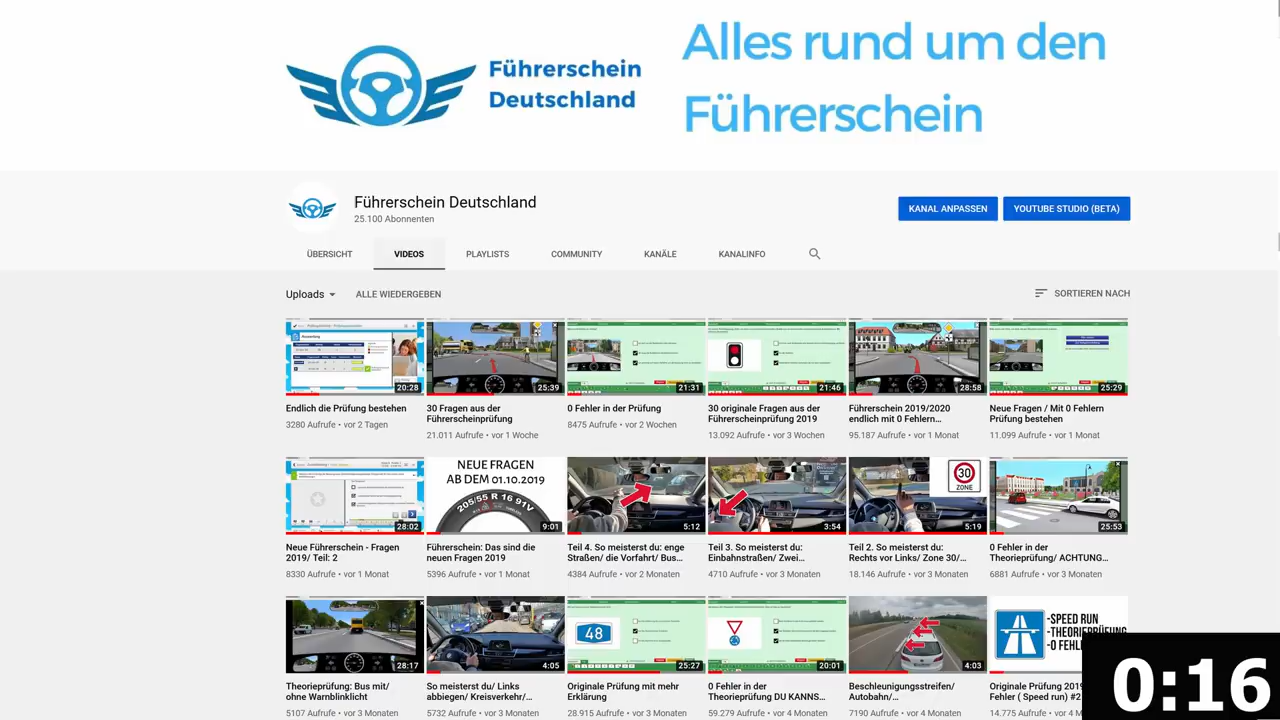 Führerschein
Deutschland
Alles rund um den
Führerschein
Führerschein Deutschland
25.100 Abonnenten
KANAL ANPASSEN
YOUTUBE STUDIO (BETA)
ÜBERSICHT
VIDEOS
PLAYLISTS
COMMUNITY
KANÄLE
KANALINFO
Uploads
ALLE WIEDERGEBEN
SORTIEREN NACH
20:28
25:39
21:31
21:46
28:58
25:29
Endlich die Prüfung bestehen
3280 Aufrufe • vor 2 Tagen
30 Fragen aus der
Führerscheinprüfung
21.011 Aufrufe • vor 1 Woche
0 Fehler in der Prüfung
8475 Aufrufe • vor 2 Wochen
30 originale Fragen aus der
Führerscheinprüfung 2019
13.092 Aufrufe • vor 3 Wochen
Führerschein 2019/2020
endlich mit 0 Fehlern...
95.187 Aufrufe • vor 1 Monat
Neue Fragen / Mit 0 Fehlern
Prüfung bestehen
11.099 Aufrufe • vor 1 Monat
28:02
NEUE FRAGEN
AB DEM 01.10.2019
205/55 R 16 91V
9:01
5:12
3:54
30
ZONE
5:19
25:53
Neue Führerschein - Fragen
2019/ Teil: 2
8330 Aufrufe • vor 1 Monat
Führerschein: Das sind die
neuen Fragen 2019
5396 Aufrufe • vor 1 Monat
Teil 4. So meisterst du: enge
Straßen/ die Vorfahrt/ Bus...
4384 Aufrufe • vor 2 Monaten
Teil 3. So meisterst du:
Einbahnstraßen/ Zwei...
4710 Aufrufe • vor 3 Monaten
Teil 2. So meisterst du:
Rechts vor Links/ Zone 30/...
18.146 Aufrufe • vor 3 Monaten
0 Fehler in der
Theorieprüfung/ ACHTUNG...
6881 Aufrufe • vor 3 Monaten
28:17
4:05
48
25:27
20:01
4:03
-SPEED RUN
-THEORIEPRÜFUNG
-0 FEHLE
Theorieprüfung: Bus mit/
ohne Warnblinklicht
5107 Aufrufe • vor 3 Monaten
So meisterst du/ Links
abbiegen/ Kreisverkehr/...
5732 Aufrufe • vor 3 Monaten
Originale Prüfung mit mehr
Erklärung
28.915 Aufrufe • vor 3 Monaten
0 Fehler in der
Theorieprüfung DU KANNS...
59.279 Aufrufe • vor 4 Monaten
Beschleunigungsstreifen/
Autobahn/...
7190 Aufrufe • vor 4 Monaten
Originale Prüfung 2019
Fehler ( Speed run) #2
14.775 Aufrufe • vor 4 M
0:16